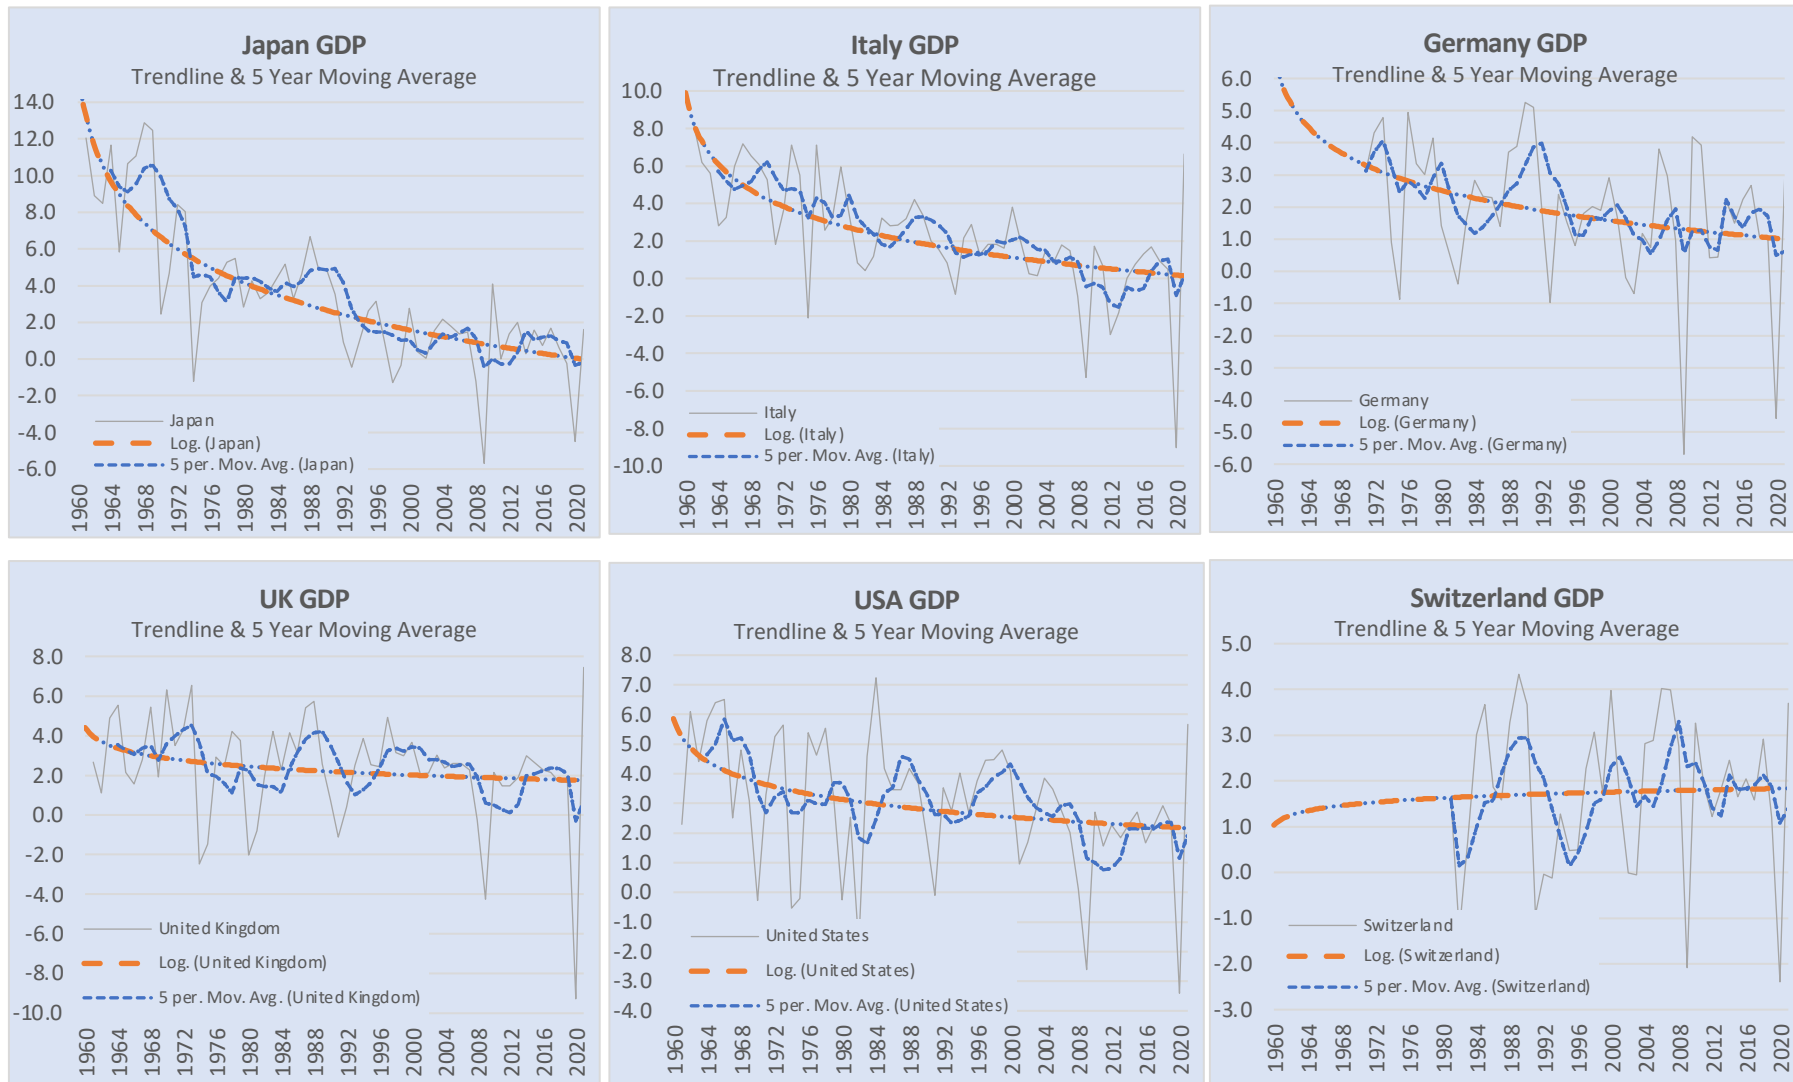 Japan GDP
Trendline & 5 Year Moving Average
14.0
12.0
10.0
8.0
6.0
4.0
2.0
0.0
-2.0
-4.0
-6.0
Japan
Log. (Japan)
5 per. Mov. Avg. (Japan)
1960 1964 1968 1972 1976 1980 1984 1988 1992 1996 2000 2004 2008 2012 2016 2020
Italy GDP
Trendline & 5 Year Moving Average
10.0
8.0
6.0
4.0
2.0
0.0
-2.0
-4.0
-6.0
-8.0
-10.0
Italy
Log. (Italy)
5 per. Mov. Avg. (Italy)
1960 1964 1968 1972 1976 1980 1984 1988 1992 1996 2000 2004 2008 2012 2016 2020
Germany GDP
Trendline & 5 Year Moving Average
6.0
5.0
4.0
3.0
2.0
1.0
0.0
-1.0
-2.0
-3.0
-4.0
-5.0
-6.0
Germany
Log. (Germany)
5 per. Mov. Avg. (Germany)
1960 1964 1968 1972 1976 1980 1984 1988 1992 1996 2000 2004 2008 2012 2016 2020
UK GDP
Trendline & 5 Year Moving Average
8.0
6.0
4.0
2.0
0.0
-2.0
-4.0
-6.0
-8.0
-10.0
United Kingdom
Log. (United Kingdom)
5 per. Mov. Avg. (United Kingdom)
1960 1964 1968 1972 1976 1980 1984 1988 1992 1996 2000 2004 2008 2012 2016 2020
USA GDP
Trendline & 5 Year Moving Average
8.0
7.0
6.0
5.0
4.0
3.0
2.0
1.0
0.0
-1.0
-2.0
-3.0
-4.0
United States
Log. (United States)
5 per. Mov. Avg. (United States)
1960 1964 1968 1972 1976 1980 1984 1988 1992 1996 2000 2004 2008 2012 2016 2020
Switzerland GDP
Trendline & 5 Year Moving Average
5.0
4.0
3.0
2.0
1.0
0.0
-1.0
-2.0
-3.0
Switzerland
Log. (Switzerland)
5 per. Mov. Avg. (Switzerland)
1960 1964 1968 1972 1976 1980 1984 1988 1992 1996 2000 2004 2008 2012 2016 2020